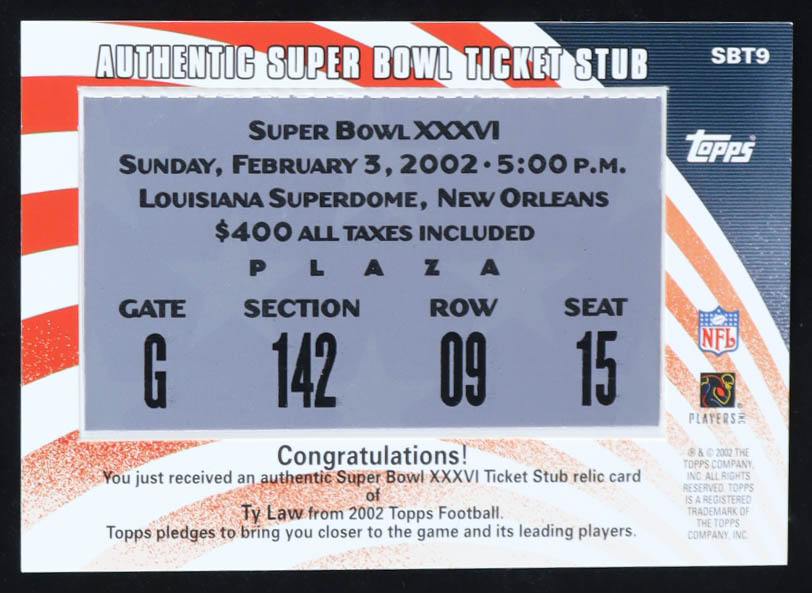 AUTHENTIC SUPER BOWL TICKET STUB
SBT9
Topps
SUPER BOWL XXXVI
SUNDAY, FEBRUARY 3, 2002 · 5:00 P.M.
LOUISIANA SUPERDOME, NEW ORLEANS
$400 ALL TAXES INCLUDED
PLAZA
GATE SECTION ROW SEAT
G 142 09 15
NFL
PLAYERS INC
Congratulations!
You just received an authentic Super Bowl XXXVI Ticket Stub relic card
of
Ty Law from 2002 Topps Football.
Topps pledges to bring you closer to the game and its leading players.
® & © 2002 THE
TOPPS COMPANY,
INC. ALL RIGHTS
RESERVED. TOPPS
IS A REGISTERED
TRADEMARK OF
THE TOPPS
COMPANY, INC.